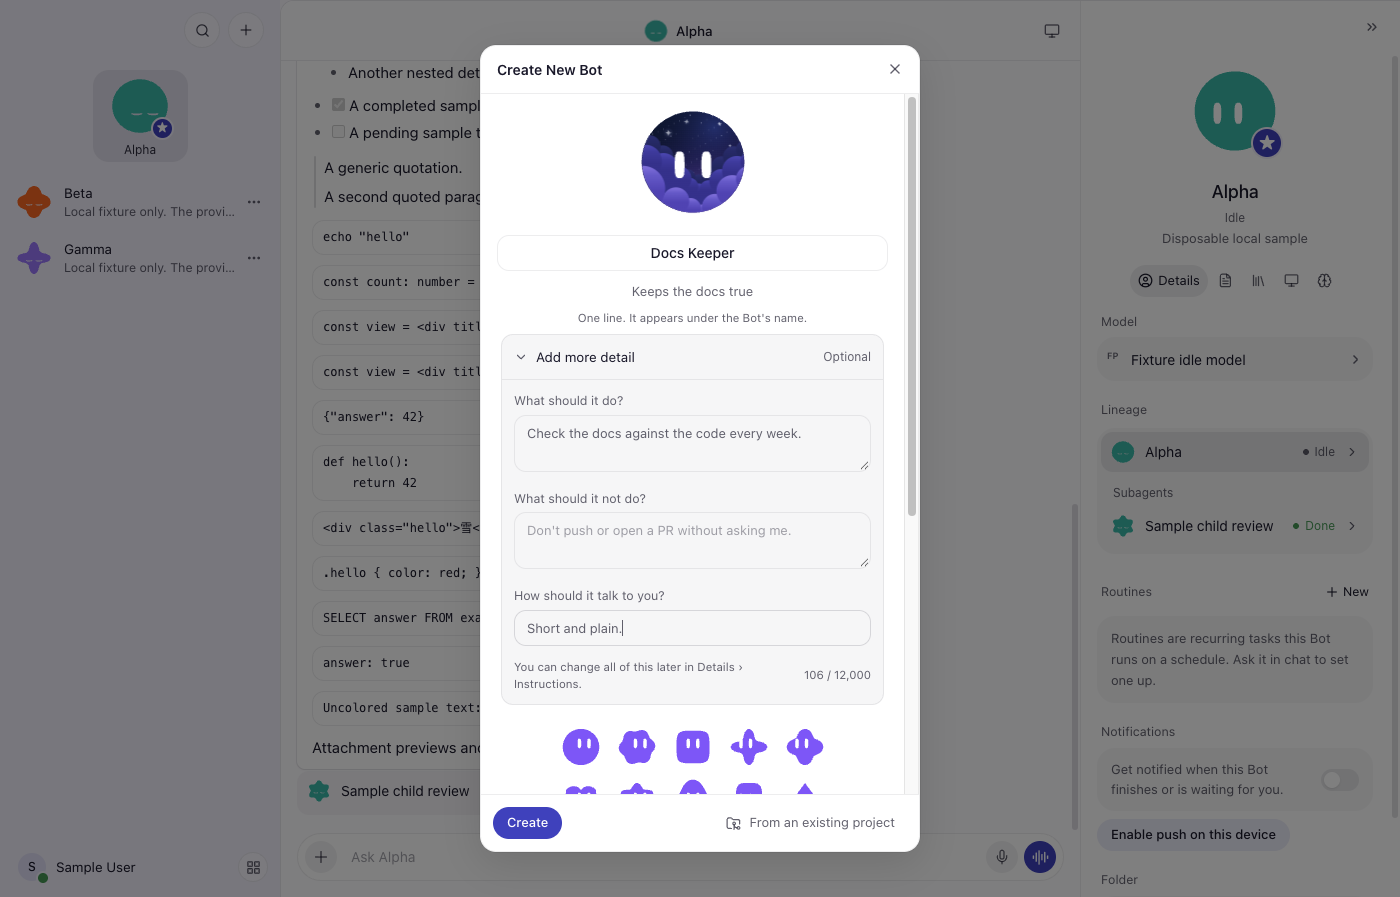 Alpha
Beta
Local fixture only. The provi...
Gamma
Local fixture only. The provi...
S
Sample User
Alpha
Another nested det
A completed sampl
A pending sample t
A generic quotation.
A second quoted parag
echo "hello"
const count: number =
const view = <div titl
const view = <div titl
{"answer": 42}
def hello():
return 42
<div class="hello">雪<
.hello { color: red; }
SELECT answer FROM exa
answer: true
Uncolored sample text:
Attachment previews and
Sample child review
Ask Alpha
Create New Bot
Docs Keeper
Keeps the docs true
One line. It appears under the Bot's name.
Add more detail
Optional
What should it do?
Check the docs against the code every week.
What should it not do?
Don't push or open a PR without asking me.
How should it talk to you?
Short and plain.
You can change all of this later in Details ›
Instructions.
106 / 12,000
Create
From an existing project
Alpha
Idle
Disposable local sample
Details
Model
FP
Fixture idle model
Lineage
Alpha
Idle
Subagents
Sample child review
Done
Routines
New
Routines are recurring tasks this Bot
runs on a schedule. Ask it in chat to set
one up.
Notifications
Get notified when this Bot
finishes or is waiting for you.
Enable push on this device
Folder